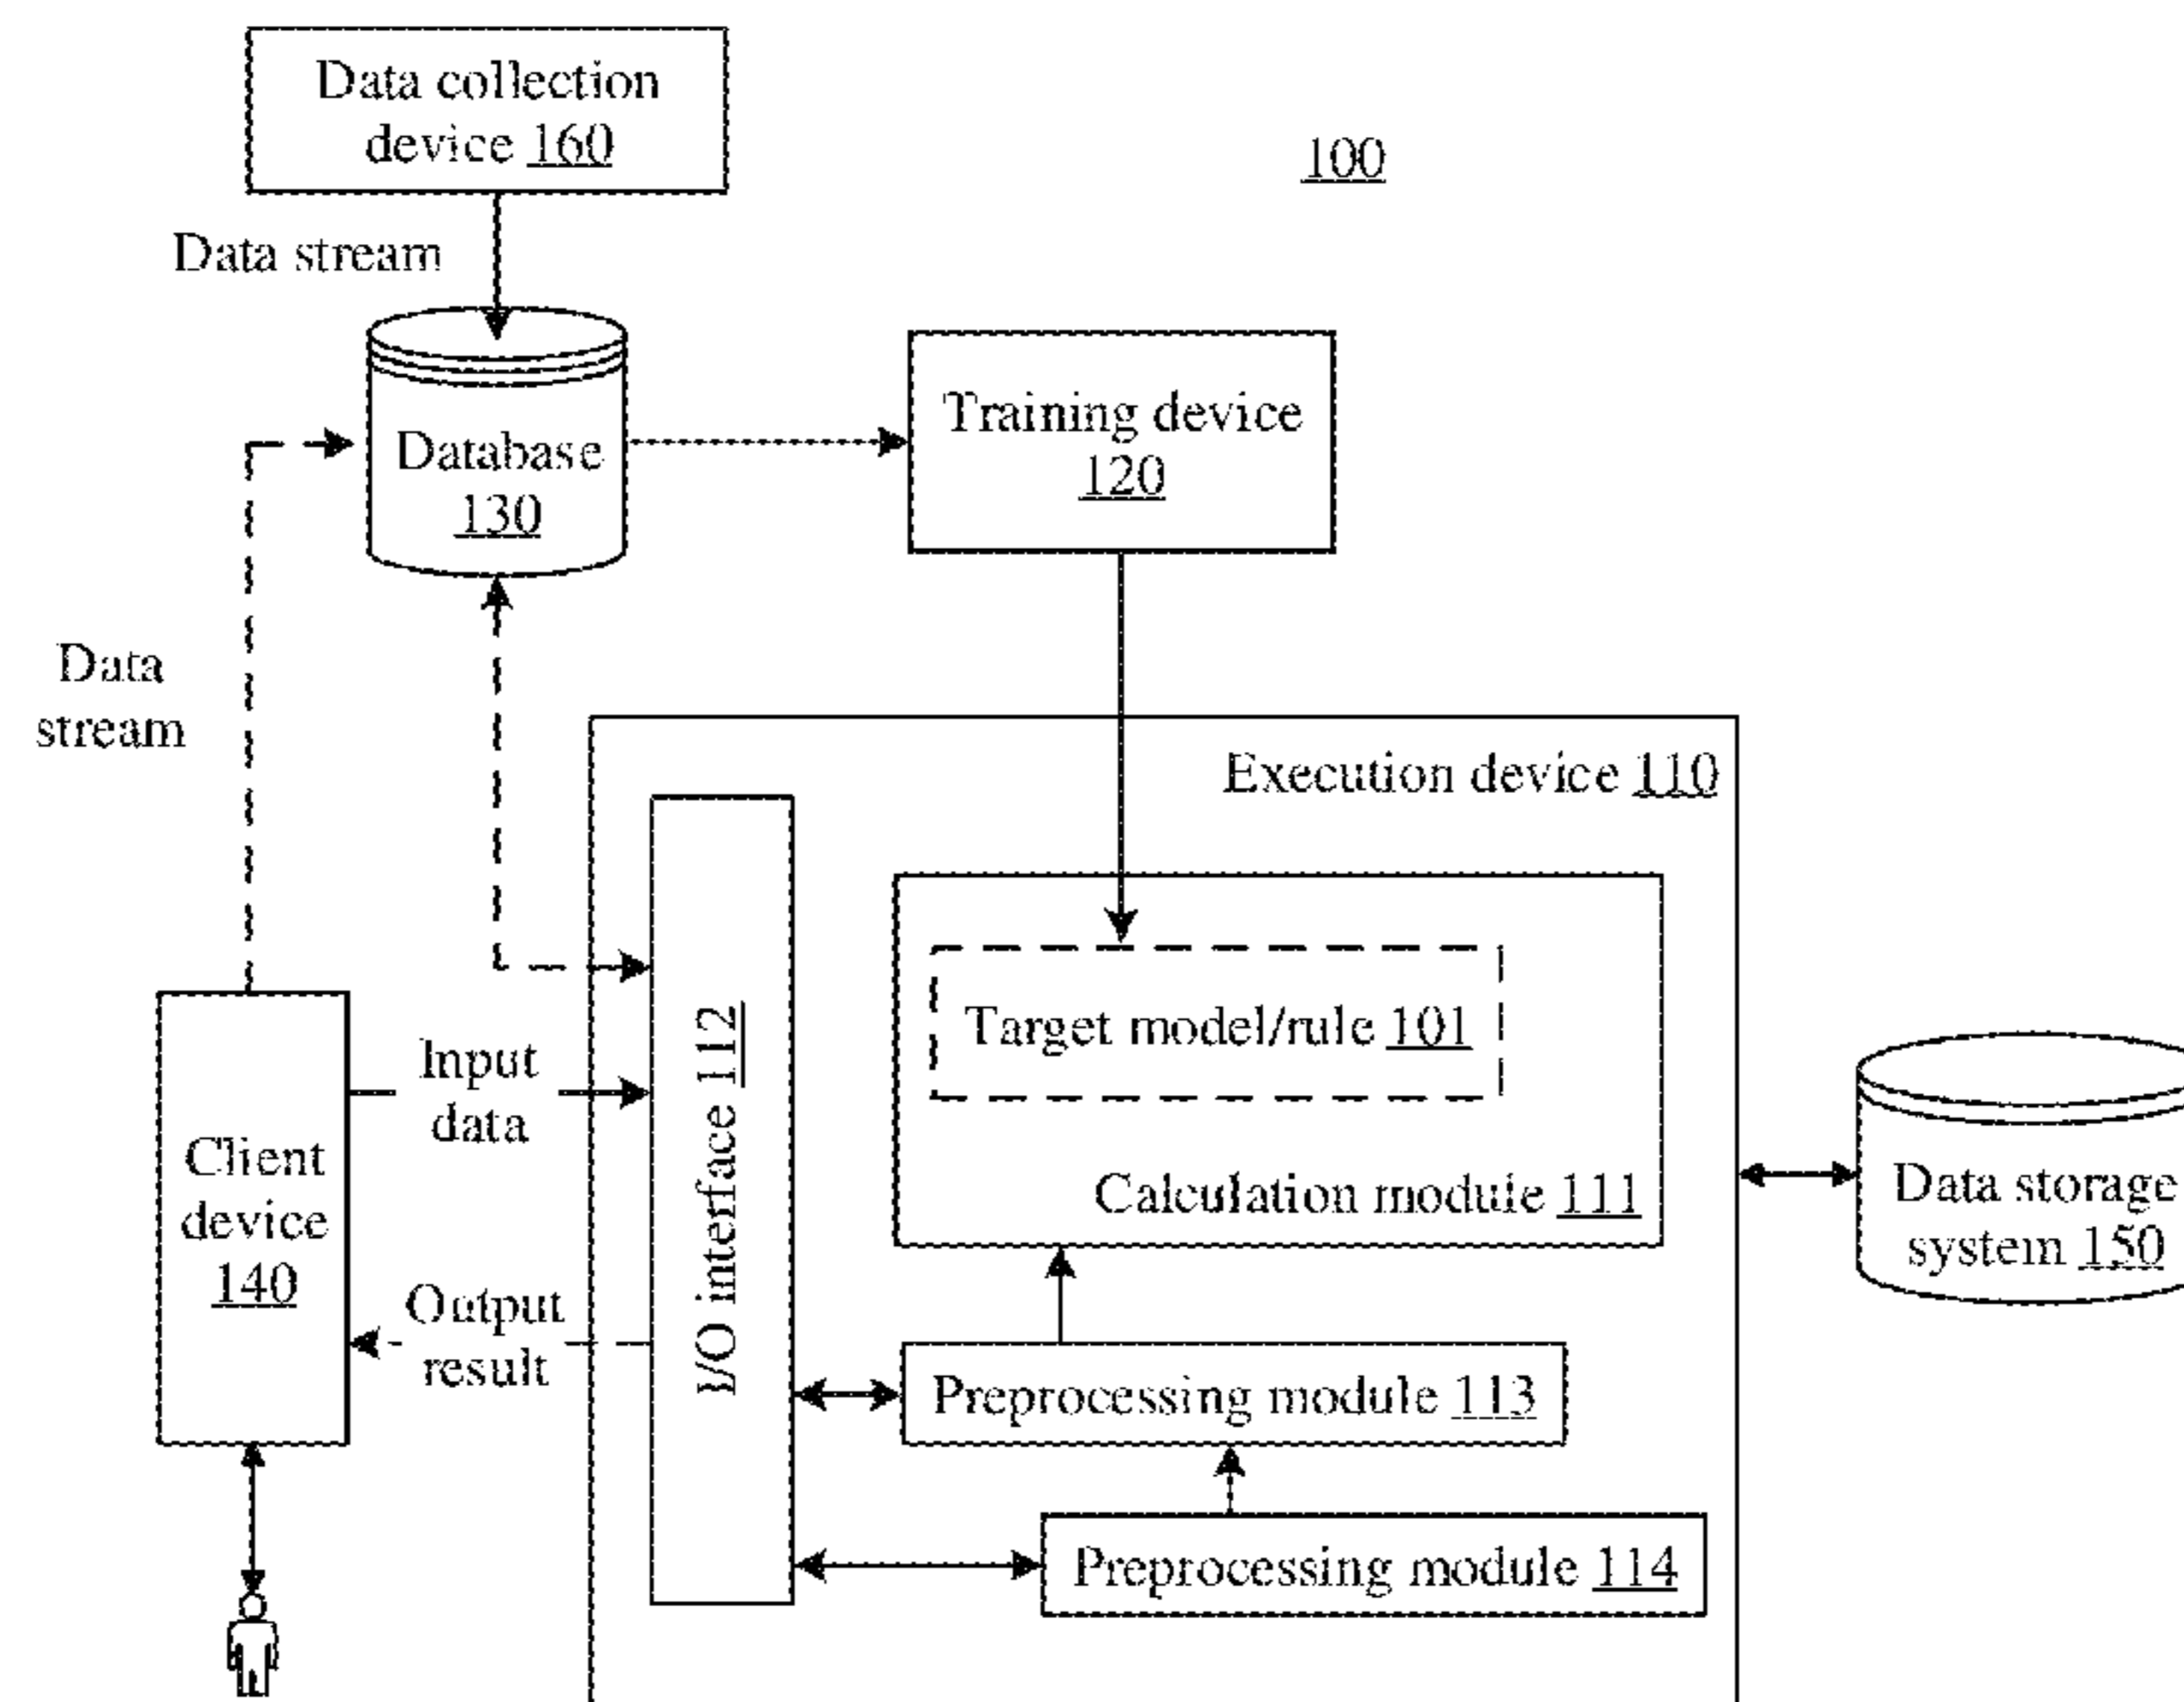 Data collection
device 160
100
Data stream
Database
130
Training device
120
Data
stream
Execution device 110
I/O interface 112
Target model/rule 101
Calculation module 111
Input
data
Client
device
140
Output
result
Data storage
system 150
Preprocessing module 113
Preprocessing module 114